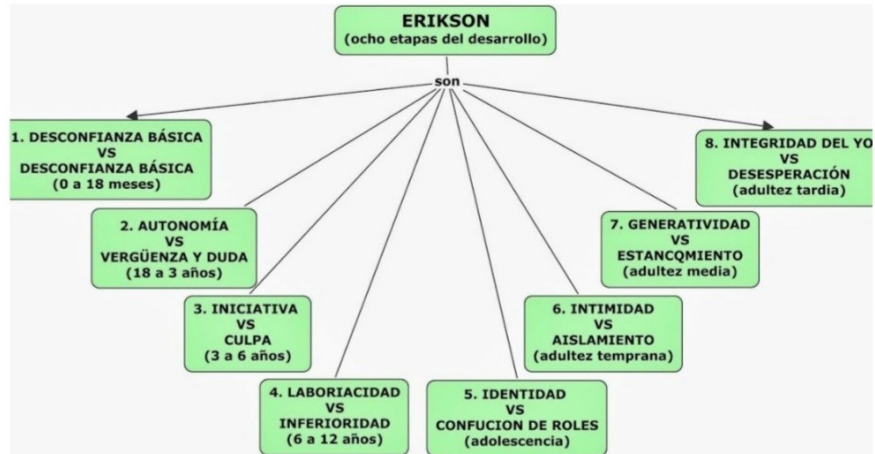 ERIKSON
(ocho etapas del desarrollo)
son
1. DESCONFIANZA BÁSICA
VS
DESCONFIANZA BÁSICA
(0 a 18 meses)
2. AUTONOMÍA
VS
VERGÜENZA Y DUDA
(18 a 3 años)
3. INICIATIVA
VS
CULPA
(3 a 6 años)
4. LABORIACIDAD
VS
INFERIORIDAD
(6 a 12 años)
5. IDENTIDAD
VS
CONFUCION DE ROLES
(adolescencia)
6. INTIMIDAD
VS
AISLAMIENTO
(adultez temprana)
7. GENERATIVIDAD
VS
ESTANCQMIENTO
(adultez media)
8. INTEGRIDAD DEL YO
VS
DESESPERACIÓN
(adultez tardia)